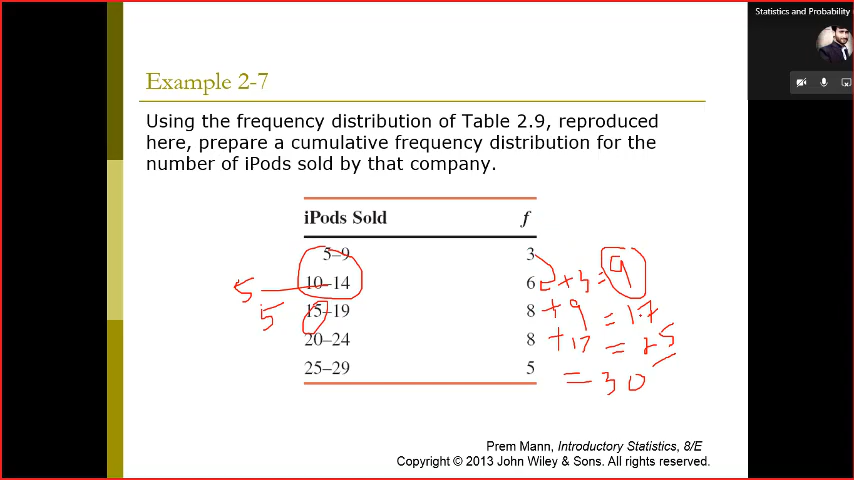 Statistics and Probability
Example 2-7
Using the frequency distribution of Table 2.9, reproduced
here, prepare a cumulative frequency distribution for the
number of iPods sold by that company.
iPods Sold f
5–9 3
10–14 6 +3 = 9
5
15–19 8 +9 = 17
5
20–24 8 +17 = 25
25–29 5 = 30
Prem Mann, Introductory Statistics, 8/E
Copyright © 2013 John Wiley & Sons. All rights reserved.